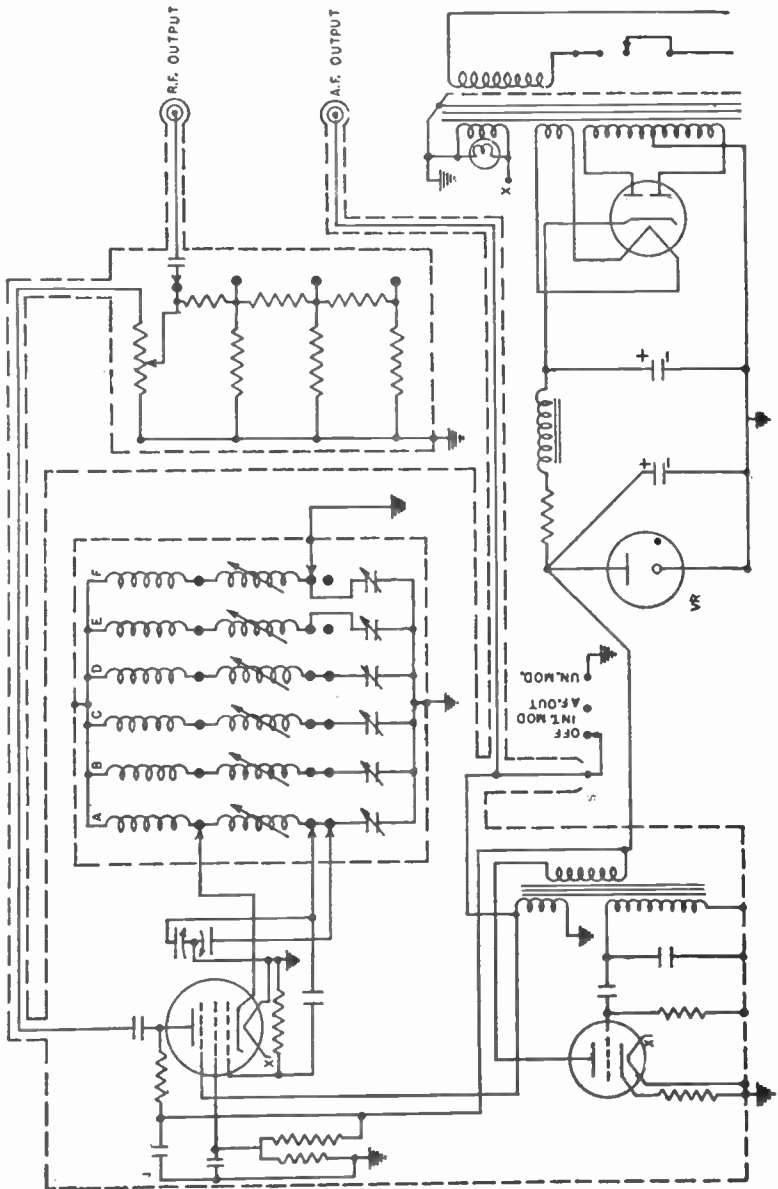 R.F. OUTPUT
A.F. OUTPUT
X
A
B
C
D
E
F
+
-
+
-
VR
OFF
INT. MOD
A.F. OUT
UN. MOD.
S
X
X